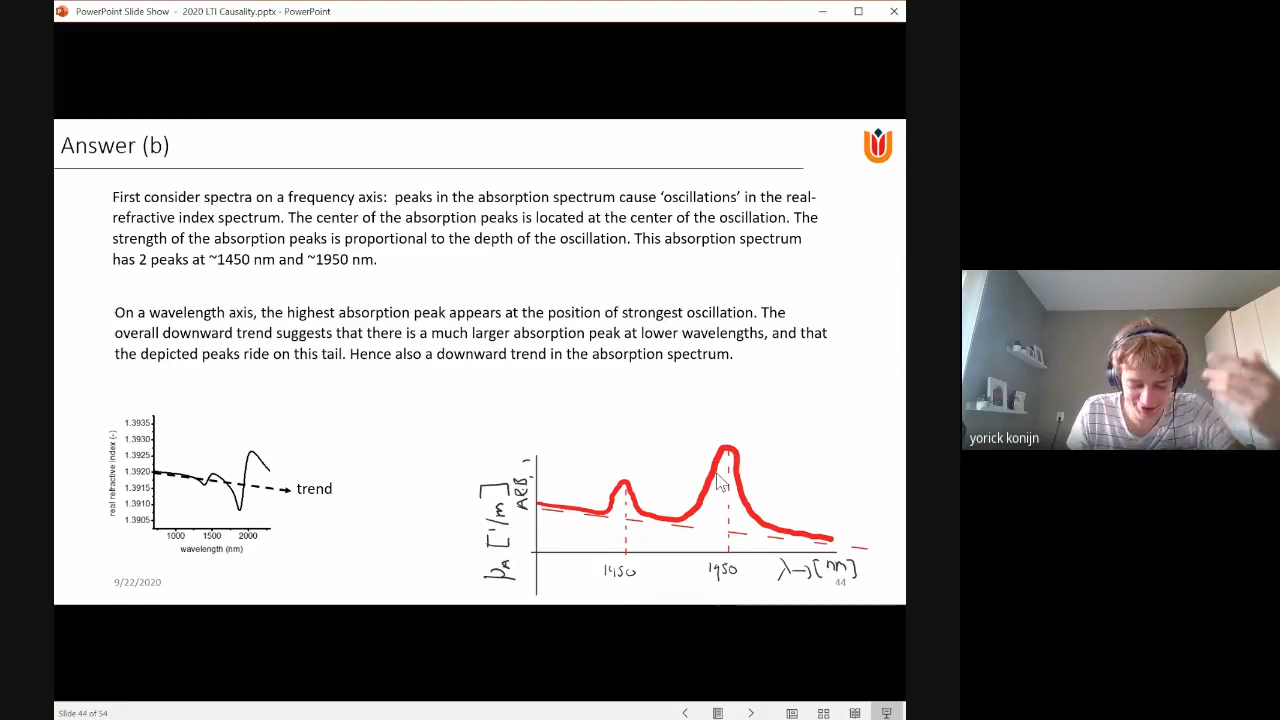 PowerPoint Slide Show - 2020 LTI Causality.pptx - PowerPoint
Answer (b)
First consider spectra on a frequency axis: peaks in the absorption spectrum cause ‘oscillations’ in the real-
refractive index spectrum. The center of the absorption peaks is located at the center of the oscillation. The
strength of the absorption peaks is proportional to the depth of the oscillation. This absorption spectrum
has 2 peaks at ~1450 nm and ~1950 nm.
On a wavelength axis, the highest absorption peak appears at the position of strongest oscillation. The
overall downward trend suggests that there is a much larger absorption peak at lower wavelengths, and that
the depicted peaks ride on this tail. Hence also a downward trend in the absorption spectrum.
real refractive index (-)
1.3935
1.3930
1.3925
1.3920
1.3915
1.3910
1.3905
1000 1500 2000
wavelength (nm)
trend
μA [1/m]
ARB.
1450
1950
λ→[nm]
yorick konijn
9/22/2020
44
Slide 44 of 54